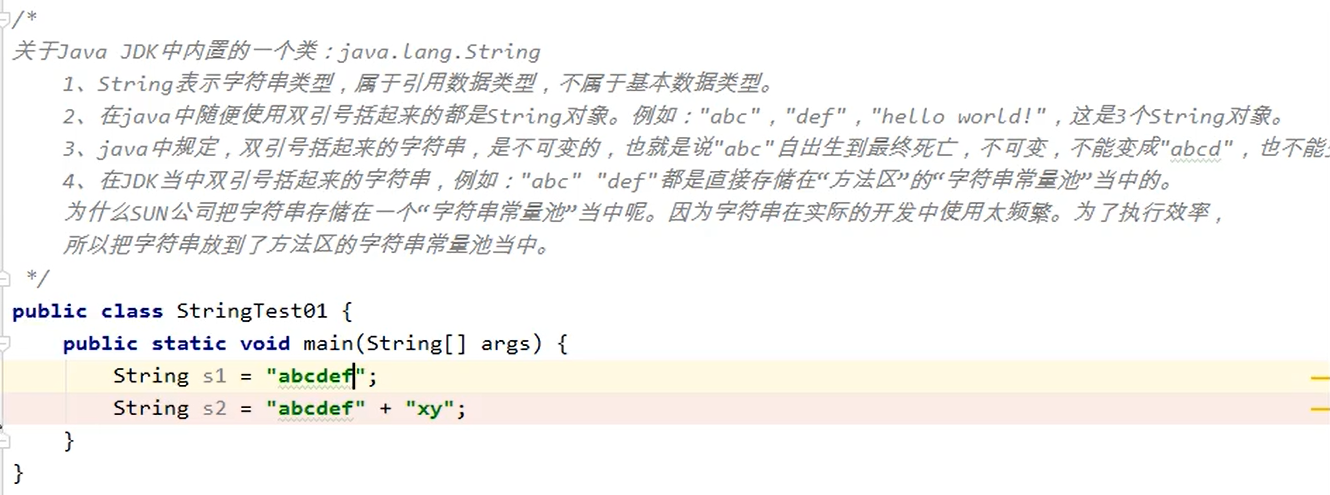 /*
关于Java JDK中内置的一个类：java.lang.String
1、String表示字符串类型，属于引用数据类型，不属于基本数据类型。
2、在java中随便使用双引号括起来的都是String对象。例如："abc"，"def"，"hello world!"，这是3个String对象。
3、java中规定，双引号括起来的字符串，是不可变的，也就是说"abc"自出生到最终死亡，不可变，不能变成"abcd"，也不能
4、在JDK当中双引号括起来的字符串，例如："abc" "def"都是直接存储在“方法区”的“字符串常量池”当中的。
为什么SUN公司把字符串存储在一个“字符串常量池”当中呢。因为字符串在实际的开发中使用太频繁。为了执行效率，
所以把字符串放到了方法区的字符串常量池当中。
*/
public class StringTest01 {
public static void main(String[] args) {
String s1 = "abcdef";
String s2 = "abcdef" + "xy";
}
}